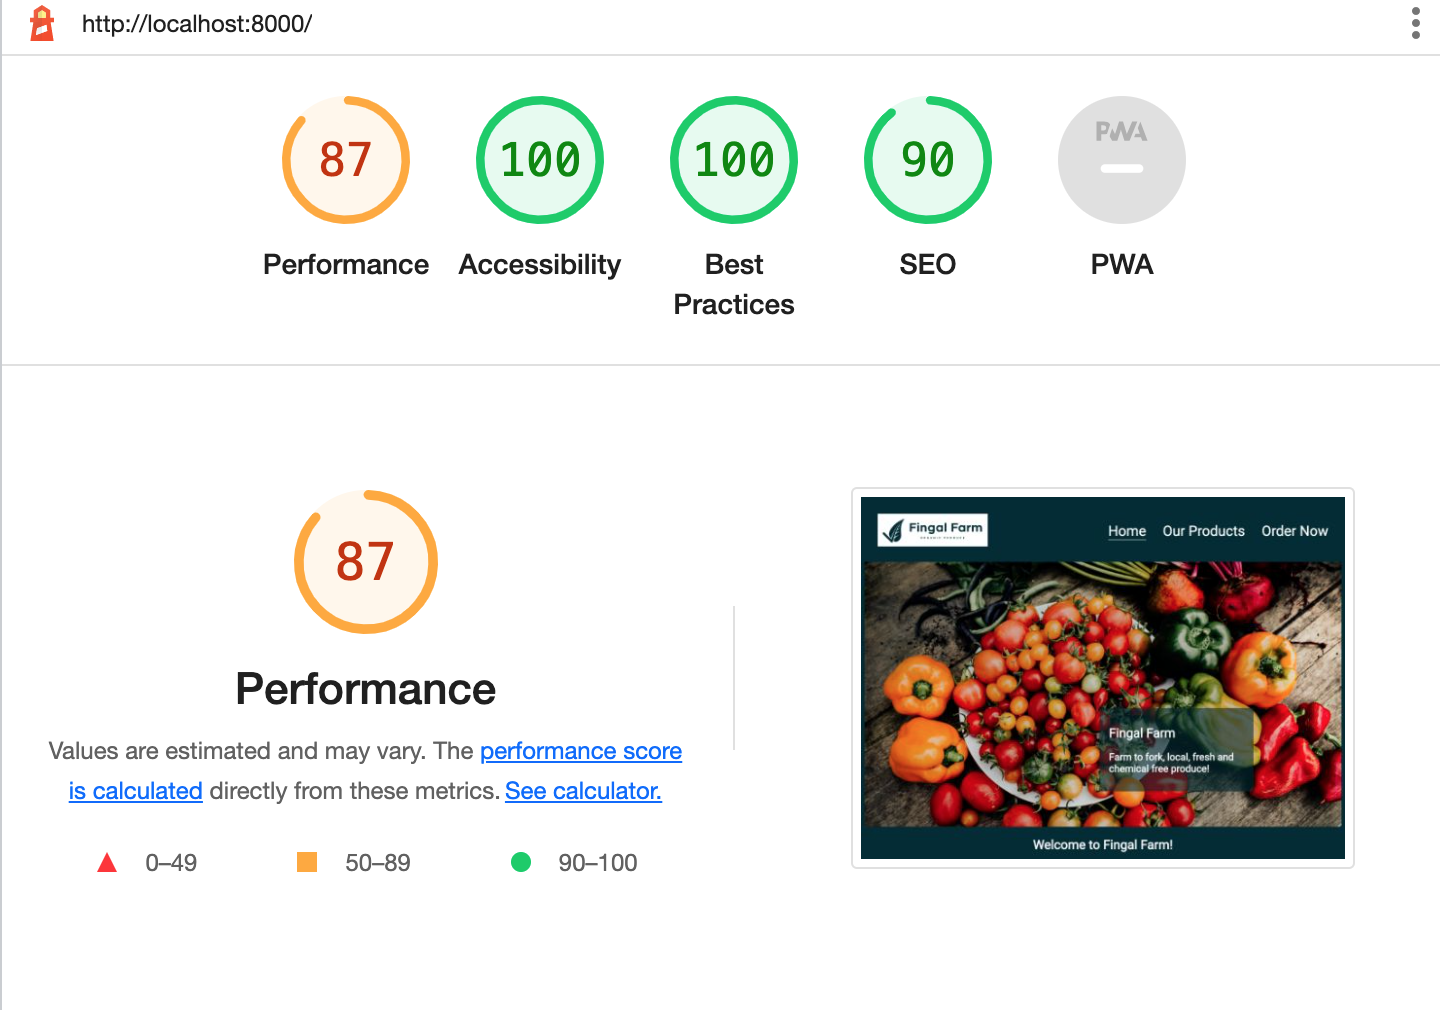 http://localhost:8000/
87
100
100
90
PWA
Performance
Accessibility
Best
Practices
SEO
PWA
87
Performance
Values are estimated and may vary. The performance score
is calculated directly from these metrics. See calculator.
0–49
50–89
90–100
Fingal Farm
ORGANIC PRODUCE
Home
Our Products
Order Now
Fingal Farm
Farm to fork, local, fresh and
chemical free produce!
Welcome to Fingal Farm!